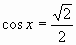 cos x = √2/2